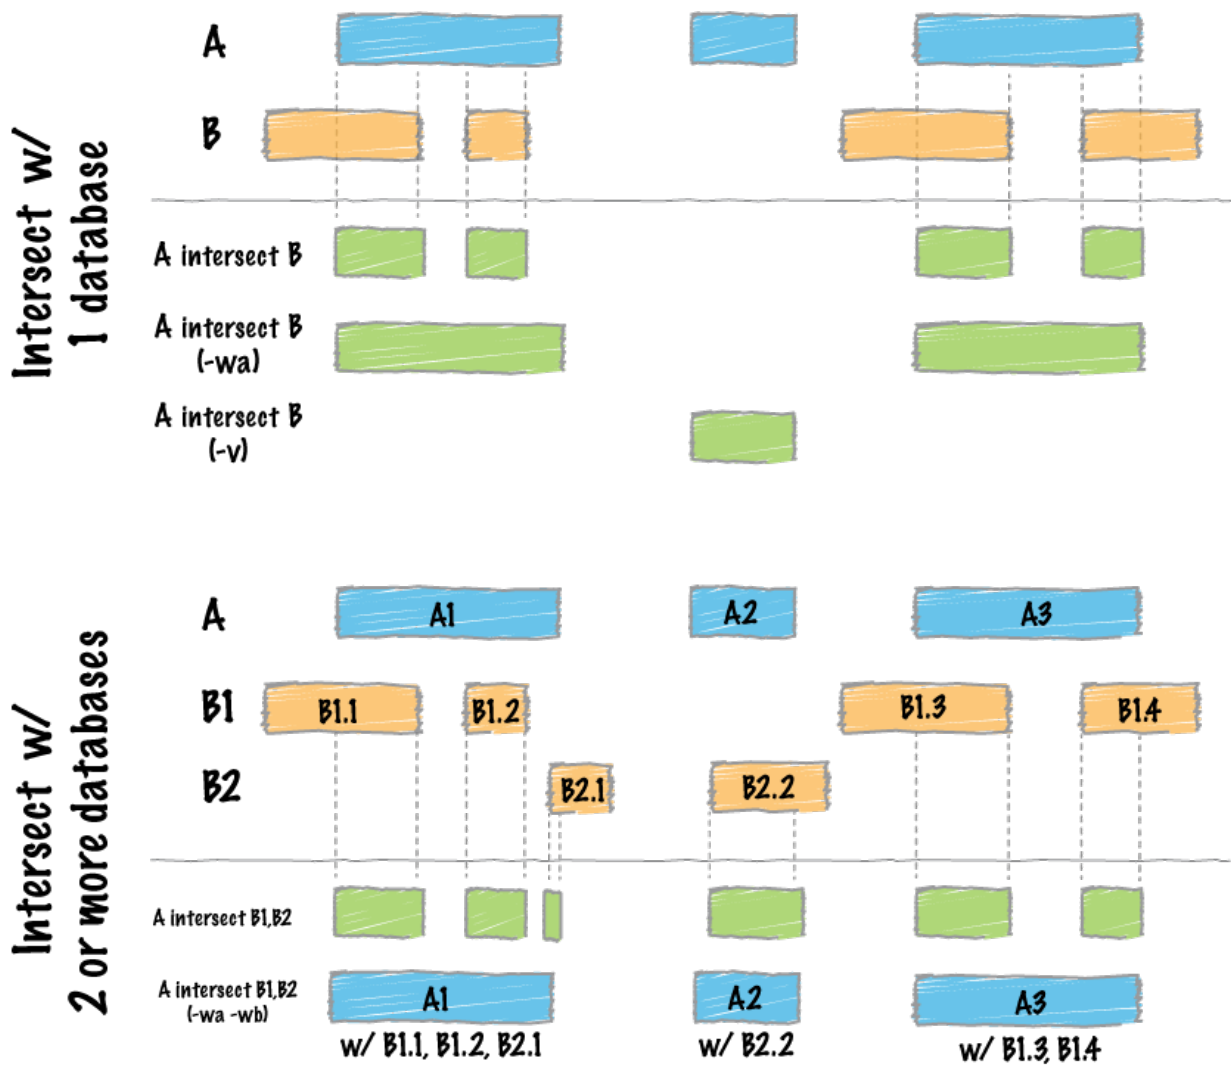 Intersect w/
1 database
A
B
A intersect B
A intersect B
(-wa)
A intersect B
(-v)
Intersect w/
2 or more databases
A
A1
A2
A3
B1
B1.1
B1.2
B1.3
B1.4
B2
B2.1
B2.2
A intersect B1,B2
A intersect B1,B2
(-wa -wb)
A1
A2
A3
w/ B1.1, B1.2, B2.1
w/ B2.2
w/ B1.3, B1.4